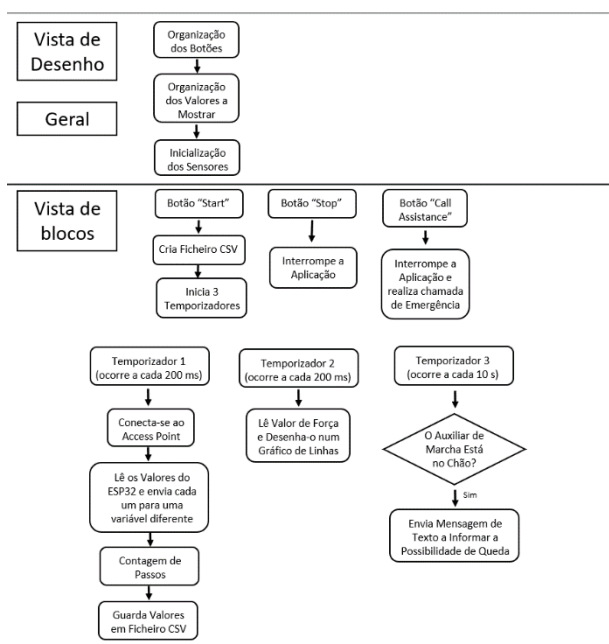 Vista de
Desenho
Geral
Organização
dos Botões
Organização
dos Valores a
Mostrar
Inicialização
dos Sensores
Vista de
blocos
Botão “Start”
Cria Ficheiro CSV
Inicia 3
Temporizadores
Botão “Stop”
Interrompe a
Aplicação
Botão “Call
Assistance”
Interrompe a
Aplicação e
realiza chamada
de Emergência
Temporizador 1
(ocorre a cada 200 ms)
Conecta-se ao
Access Point
Lê os Valores do
ESP32 e envia cada
um para uma
variável diferente
Contagem de
Passos
Guarda Valores
em Ficheiro CSV
Temporizador 2
(ocorre a cada 200 ms)
Lê Valor de Força
e Desenha-o num
Gráfico de Linhas
Temporizador 3
(ocorre a cada 10 s)
O Auxiliar de
Marcha Está
no Chão?
Sim
Envia Mensagem de
Texto a Informar a
Possibilidade de Queda